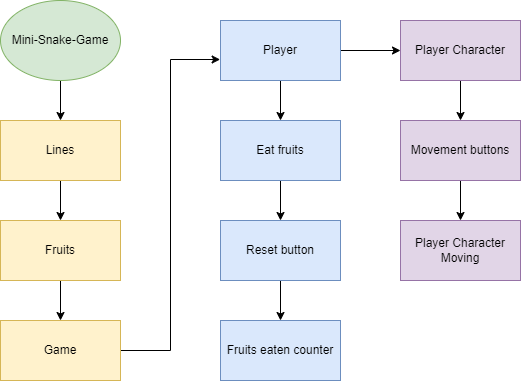 Mini-Snake-Game
Lines
Fruits
Game
Player
Eat fruits
Reset button
Fruits eaten counter
Player Character
Movement buttons
Player Character
Moving